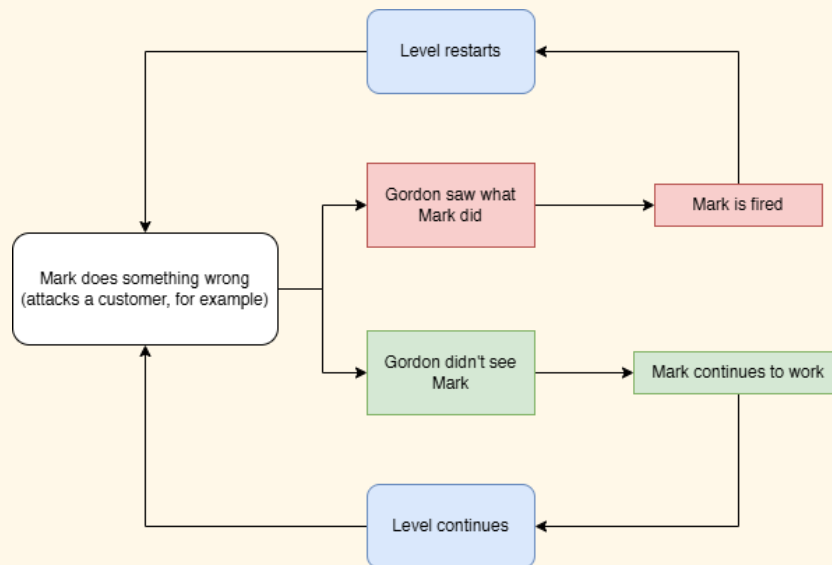 Level restarts
Gordon saw what
Mark did
Mark is fired
Mark does something wrong
(attacks a customer, for example)
Gordon didn't see
Mark
Mark continues to work
Level continues